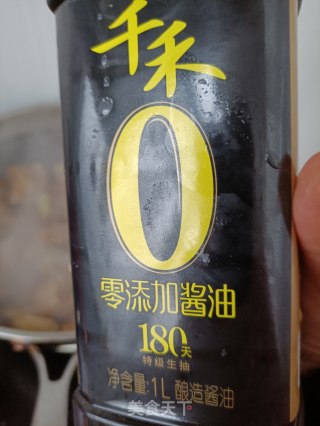 千禾
0
零添加酱油
180天
特级生抽
净含量:1L 酿造酱油
美食天下